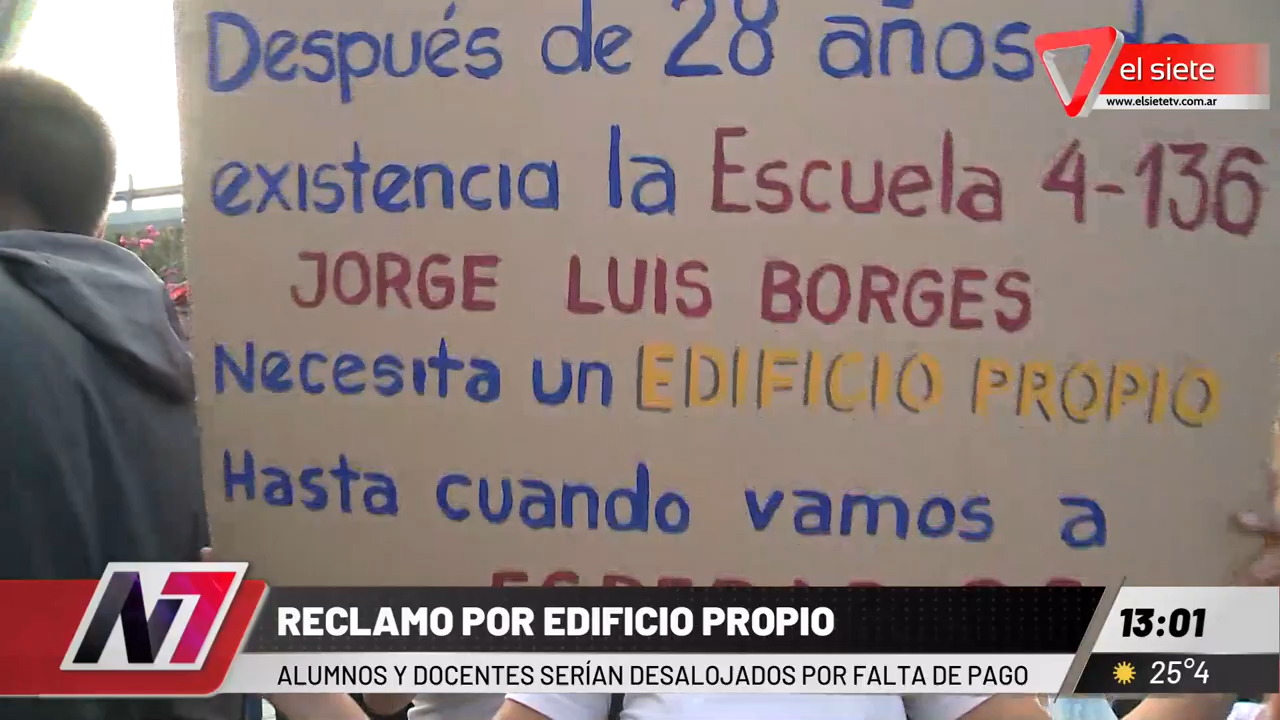 Después de 28 años
existencia la Escuela 4-136
JORGE LUIS BORGES
Necesita un EDIFICIO PROPIO
Hasta cuando vamos a
el siete
www.elsietetv.com.ar
N7
RECLAMO POR EDIFICIO PROPIO
ALUMNOS Y DOCENTES SERÍAN DESALOJADOS POR FALTA DE PAGO
13:01
25°4